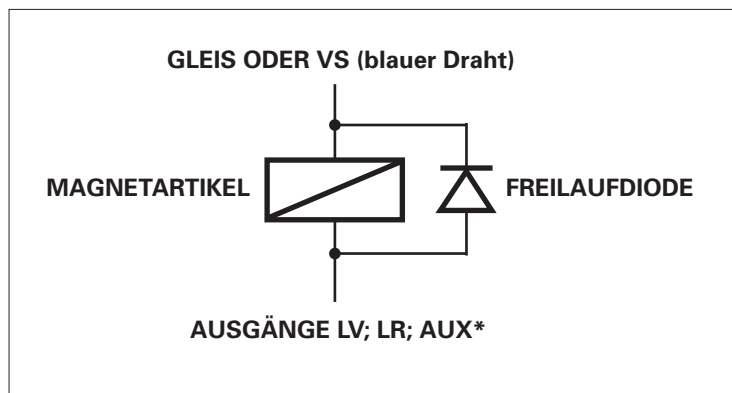 GLEIS ODER VS (blauer Draht)
MAGNETARTIKEL
FREILAUFDIODE
AUSGÄNGE LV; LR; AUX*